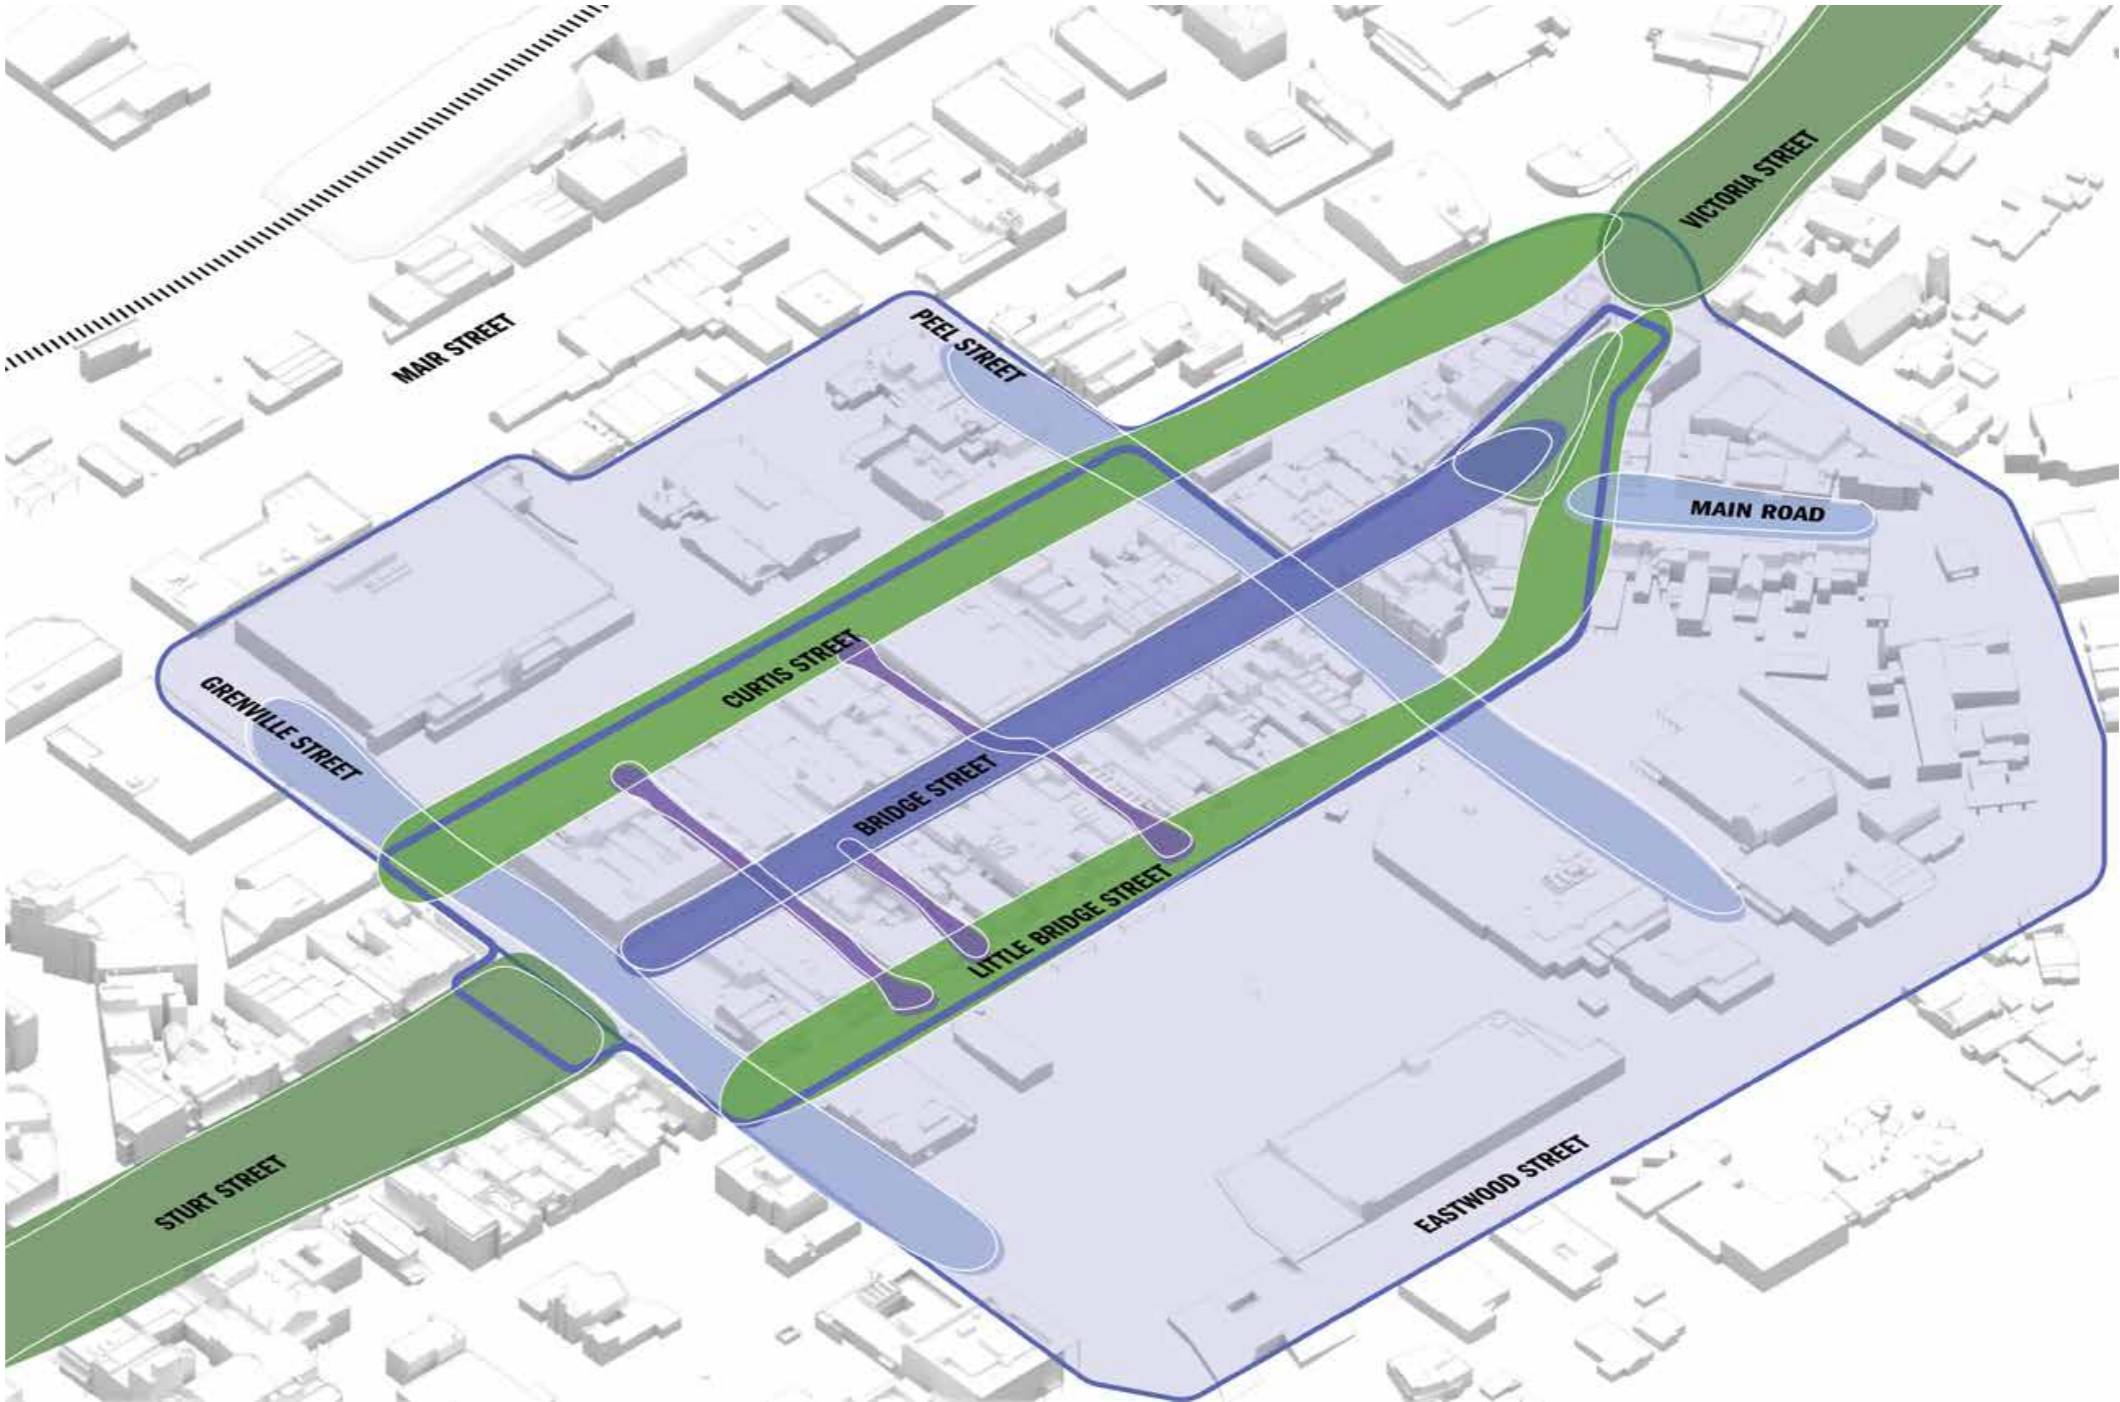 VICTORIA STREET
MAIR STREET
PEEL STREET
MAIN ROAD
CURTIS STREET
GRENVILLE STREET
BRIDGE STREET
LITTLE BRIDGE STREET
STURT STREET
EASTWOOD STREET